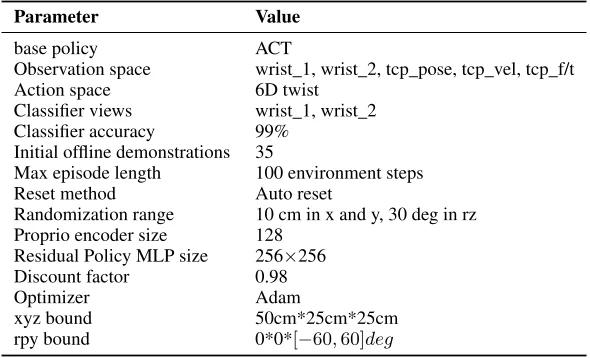 Parameter Value
base policy ACT
Observation space wrist_1, wrist_2, tcp_pose, tcp_vel, tcp_f/t
Action space 6D twist
Classifier views wrist_1, wrist_2
Classifier accuracy 99%
Initial offline demonstrations 35
Max episode length 100 environment steps
Reset method Auto reset
Randomization range 10 cm in x and y, 30 deg in rz
Proprio encoder size 128
Residual Policy MLP size 256×256
Discount factor 0.98
Optimizer Adam
xyz bound 50cm*25cm*25cm
rpy bound 0*0*[−60, 60]deg